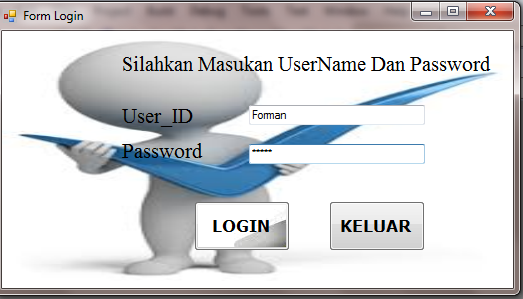 Form Login
Silahkan Masukan UserName Dan Password
User_ID Forman
Password *****
LOGIN KELUAR